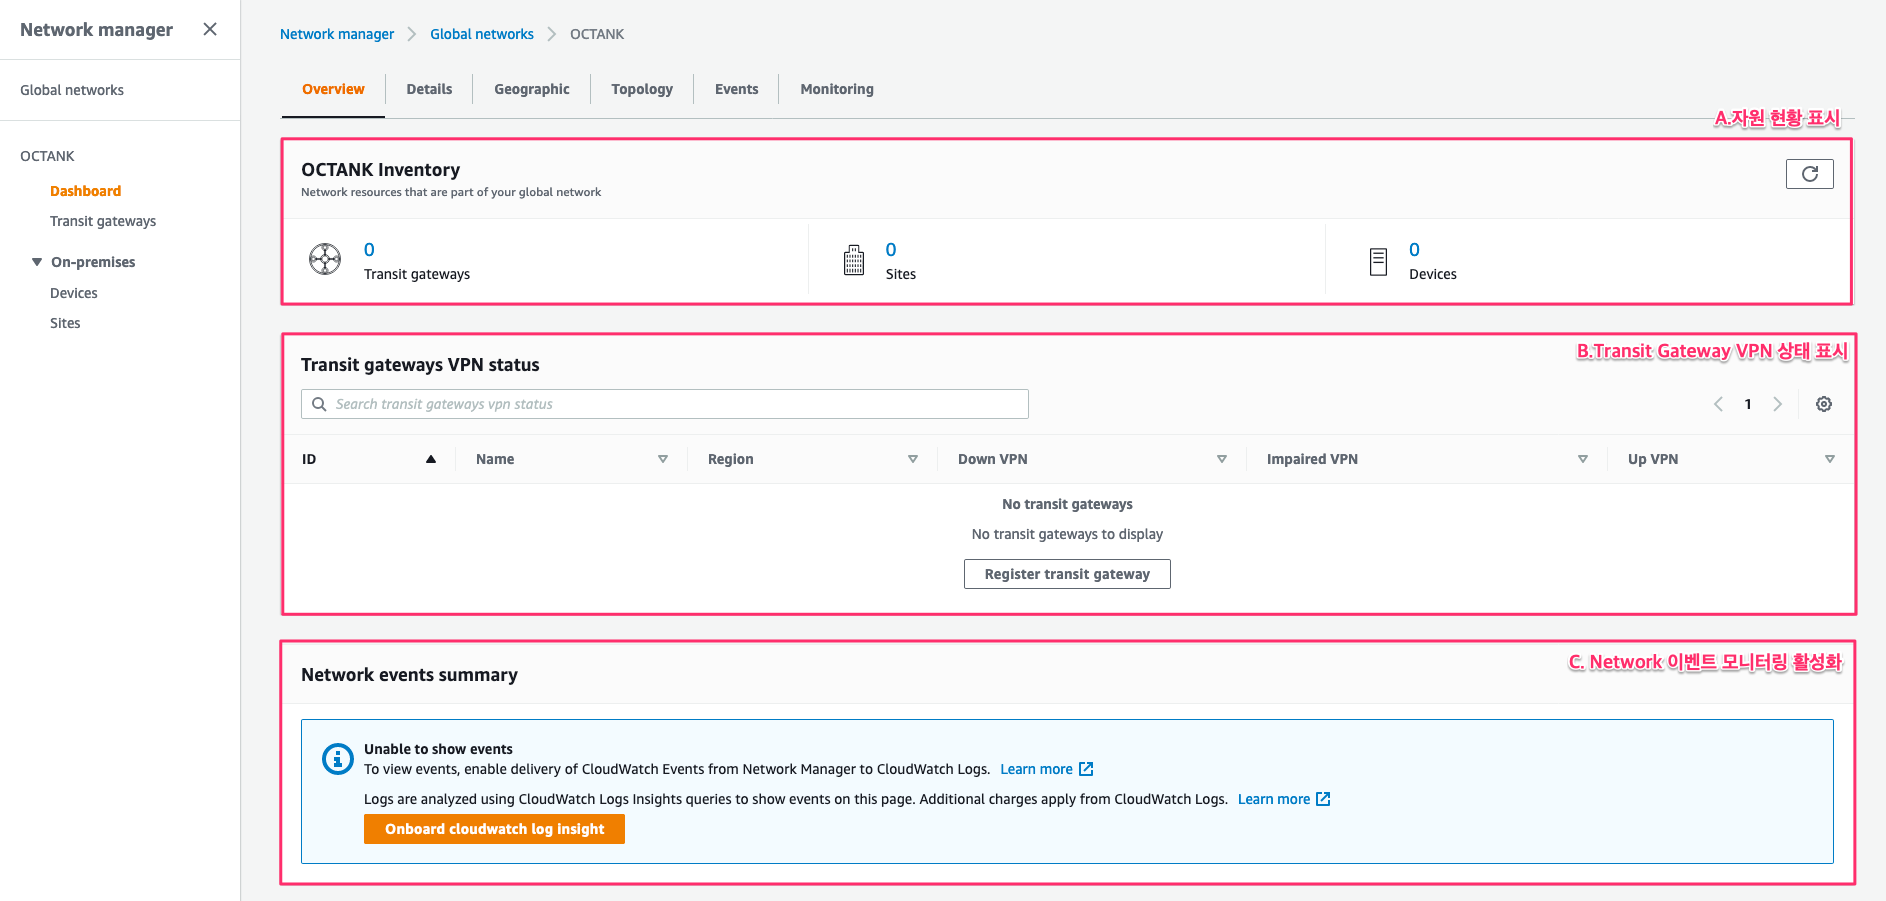 Network manager
Global networks
OCTANK
Dashboard
Transit gateways
On-premises
Devices
Sites
Network manager Global networks OCTANK
Overview Details Geographic Topology Events Monitoring
A.자원 현황 표시
OCTANK Inventory
Network resources that are part of your global network
0
Transit gateways
0
Sites
0
Devices
B.Transit Gateway VPN 상태 표시
Transit gateways VPN status
Search transit gateways vpn status
1
ID Name Region Down VPN Impaired VPN Up VPN
No transit gateways
No transit gateways to display
Register transit gateway
C. Network 이벤트 모니터링 활성화
Network events summary
Unable to show events
To view events, enable delivery of CloudWatch Events from Network Manager to CloudWatch Logs. Learn more
Logs are analyzed using CloudWatch Logs Insights queries to show events on this page. Additional charges apply from CloudWatch Logs. Learn more
Onboard cloudwatch log insight